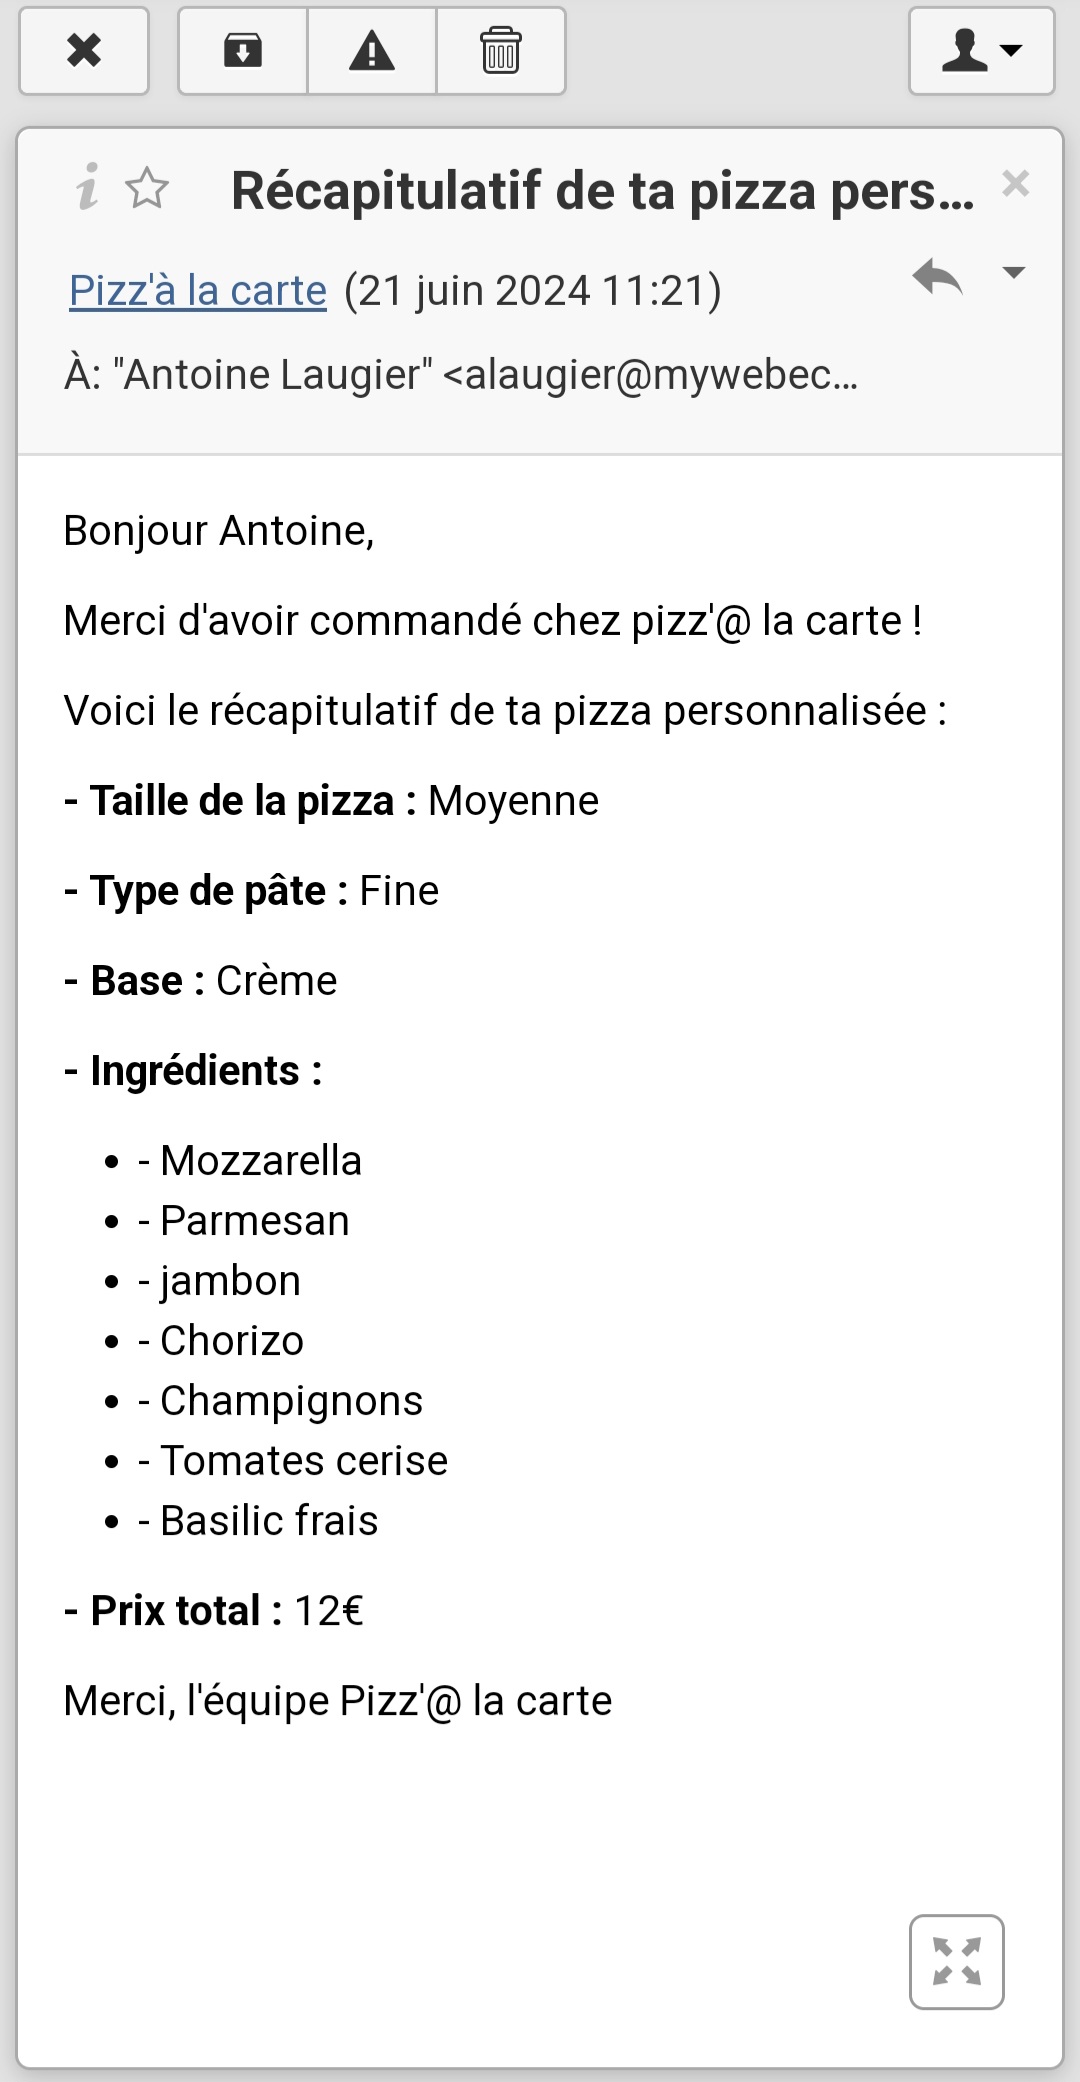 Récapitulatif de ta pizza pers...
Pizz'à la carte (21 juin 2024 11:21)
À: "Antoine Laugier" <alaugier@mywebec...
Bonjour Antoine,
Merci d'avoir commandé chez pizz'@ la carte !
Voici le récapitulatif de ta pizza personnalisée :
- Taille de la pizza : Moyenne
- Type de pâte : Fine
- Base : Crème
- Ingrédients :
• - Mozzarella
• - Parmesan
• - jambon
• - Chorizo
• - Champignons
• - Tomates cerise
• - Basilic frais
- Prix total : 12€
Merci, l'équipe Pizz'@ la carte